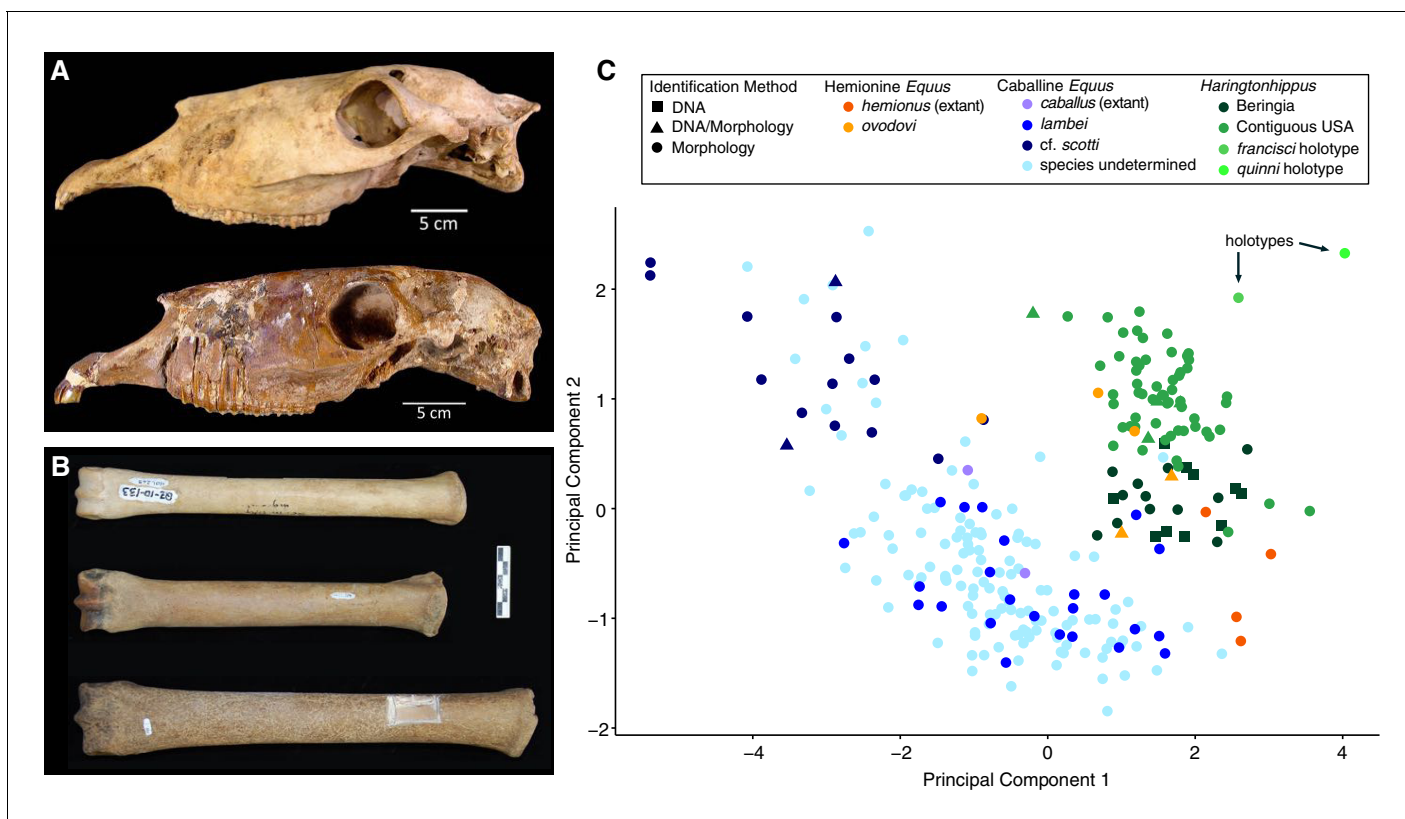 A
5 cm
5 cm
B
C
Identification Method
DNA
DNA/Morphology
Morphology
Hemionine Equus
hemionus (extant)
ovodovi
Caballine Equus
caballus (extant)
lambei
cf. scotti
species undetermined
Haringtonhippus
Beringia
Contiguous USA
francisci holotype
quinni holotype
holotypes
Principal Component 2
2
1
0
−1
−2
−4
−2
0
2
4
Principal Component 1